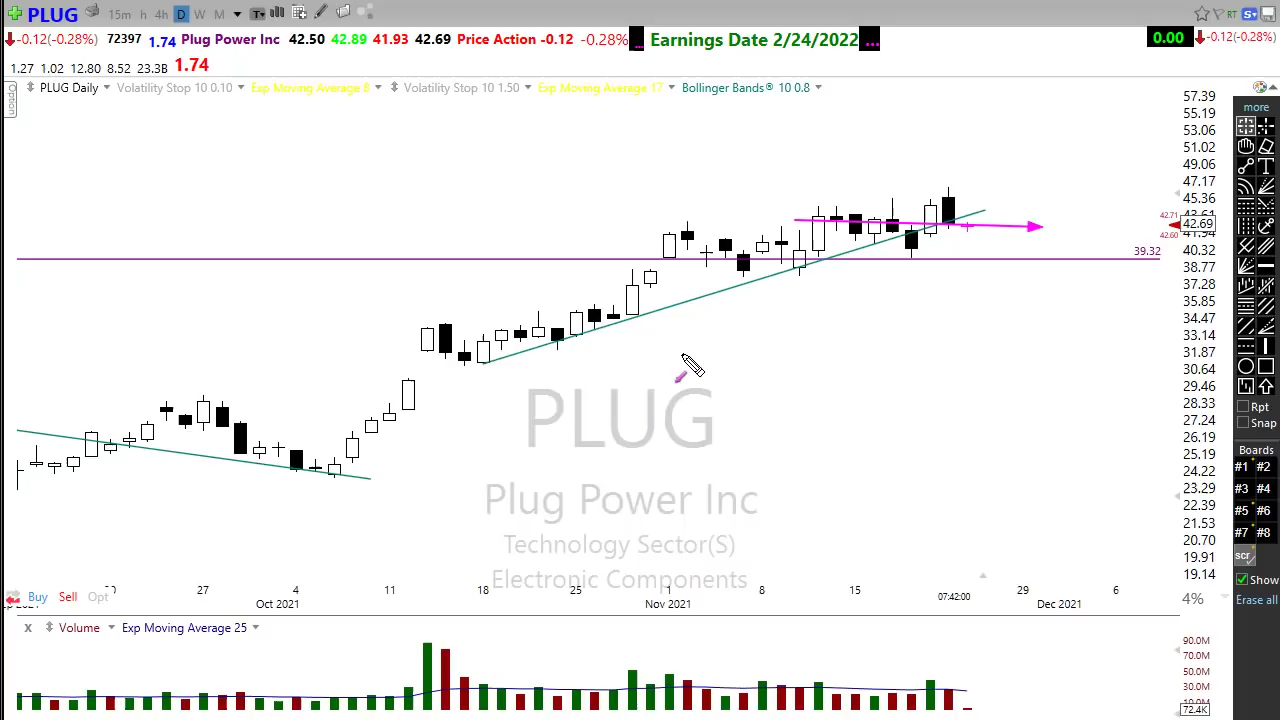 PLUG 15m h 4h D W M T RT S
-0.12(-0.28%) 72397 1.74 Plug Power Inc 42.50 42.89 41.93 42.69 Price Action -0.12 -0.28% ... Earnings Date 2/24/2022 ... 0.00 -0.12(-0.28%)
1.27 1.02 12.80 8.52 23.3B 1.74
Option
PLUG Daily Volatility Stop 10 0.10 Exp Moving Average 8 Volatility Stop 10 1.50 Exp Moving Average 17 Bollinger Bands® 10 0.8
57.39
55.19
53.06
51.02
49.06
47.17
45.36
42.71
42.69
42.60
40.32
39.32
38.77
37.28
35.85
34.47
33.14
31.87
30.64
29.46
28.33
27.24
26.19
25.19
24.22
23.29
22.39
21.53
20.70
19.91
19.14
more
T
Rpt
Snap
Boards
#1 #2
#3 #4
#5 #6
#7 #8
scr
Show
Erase all
PLUG
Plug Power Inc
Technology Sector(S)
Electronic Components
27 4 11 18 25 1 8 15 07:42:00 29 6
Oct 2021 Nov 2021 Dec 2021
Buy Sell Opt
4%
X Volume Exp Moving Average 25
90.0M
70.0M
50.0M
30.0M
72.4K